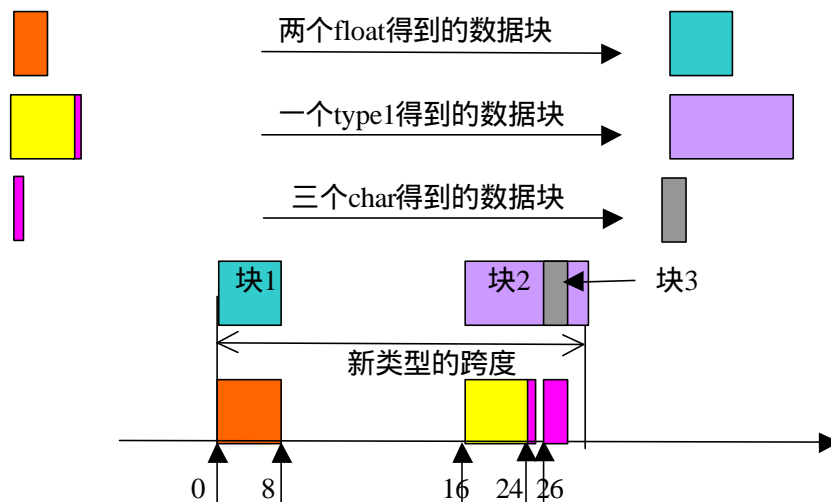 两个float得到的数据块
一个type1得到的数据块
三个char得到的数据块
块1
块2
块3
新类型的跨度
0 8 16 24 26